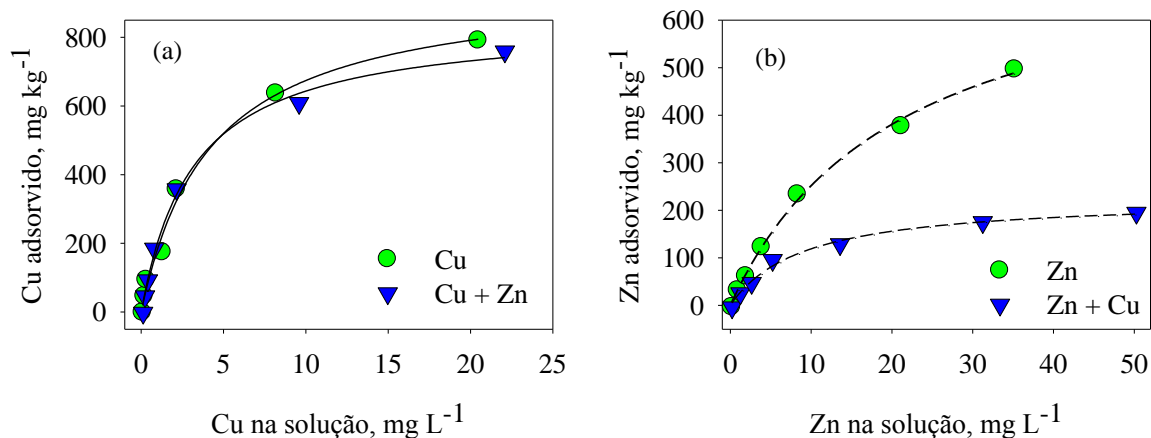 Cu adsorvido, mg kg-1
800
600
400
200
0
(a)
Cu
Cu + Zn
0 5 10 15 20 25
Cu na solução, mg L-1
Zn adsorvido, mg kg-1
600
500
400
300
200
100
0
(b)
Zn
Zn + Cu
0 10 20 30 40 50
Zn na solução, mg L-1